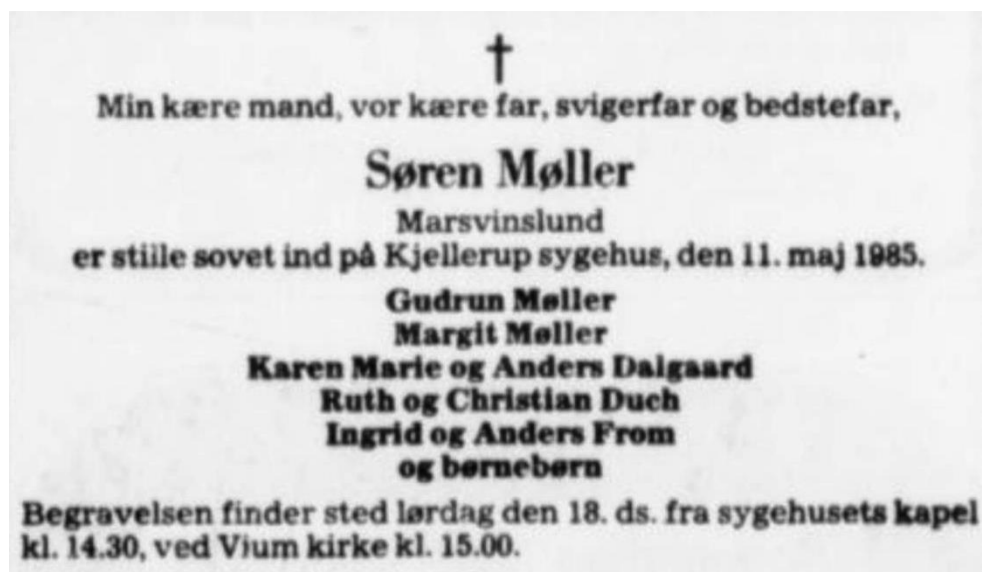 Min kære mand, vor kære far, svigerfar og bedstefar,
Søren Møller
Marsvinslund
er stille sovet ind på Kjellerup sygehus, den 11. maj 1985.
Gudrun Møller
Margit Møller
Karen Marie og Anders Dalgaard
Ruth og Christian Duch
Ingrid og Anders From
og børnebørn
Begravelsen finder sted lørdag den 18. ds. fra sygehusets kapel
kl. 14.30, ved Vium kirke kl. 15.00.